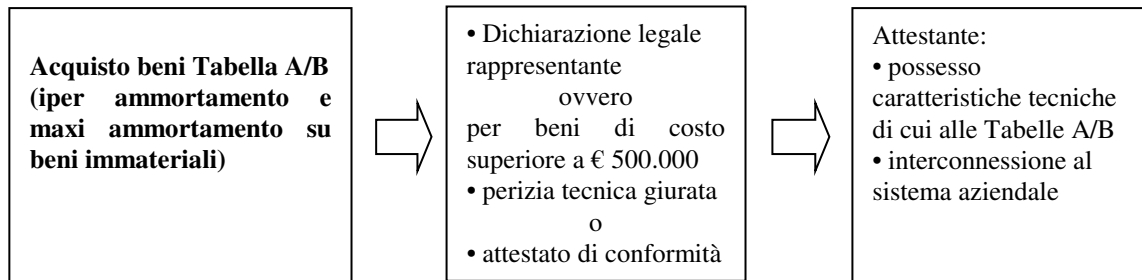 Acquisto beni Tabella A/B
(iper ammortamento e
maxi ammortamento su
beni immateriali)
• Dichiarazione legale
rappresentante
ovvero
per beni di costo
superiore a € 500.000
• perizia tecnica giurata
o
• attestato di conformità
Attestante:
• possesso
caratteristiche tecniche
di cui alle Tabelle A/B
• interconnessione al
sistema aziendale